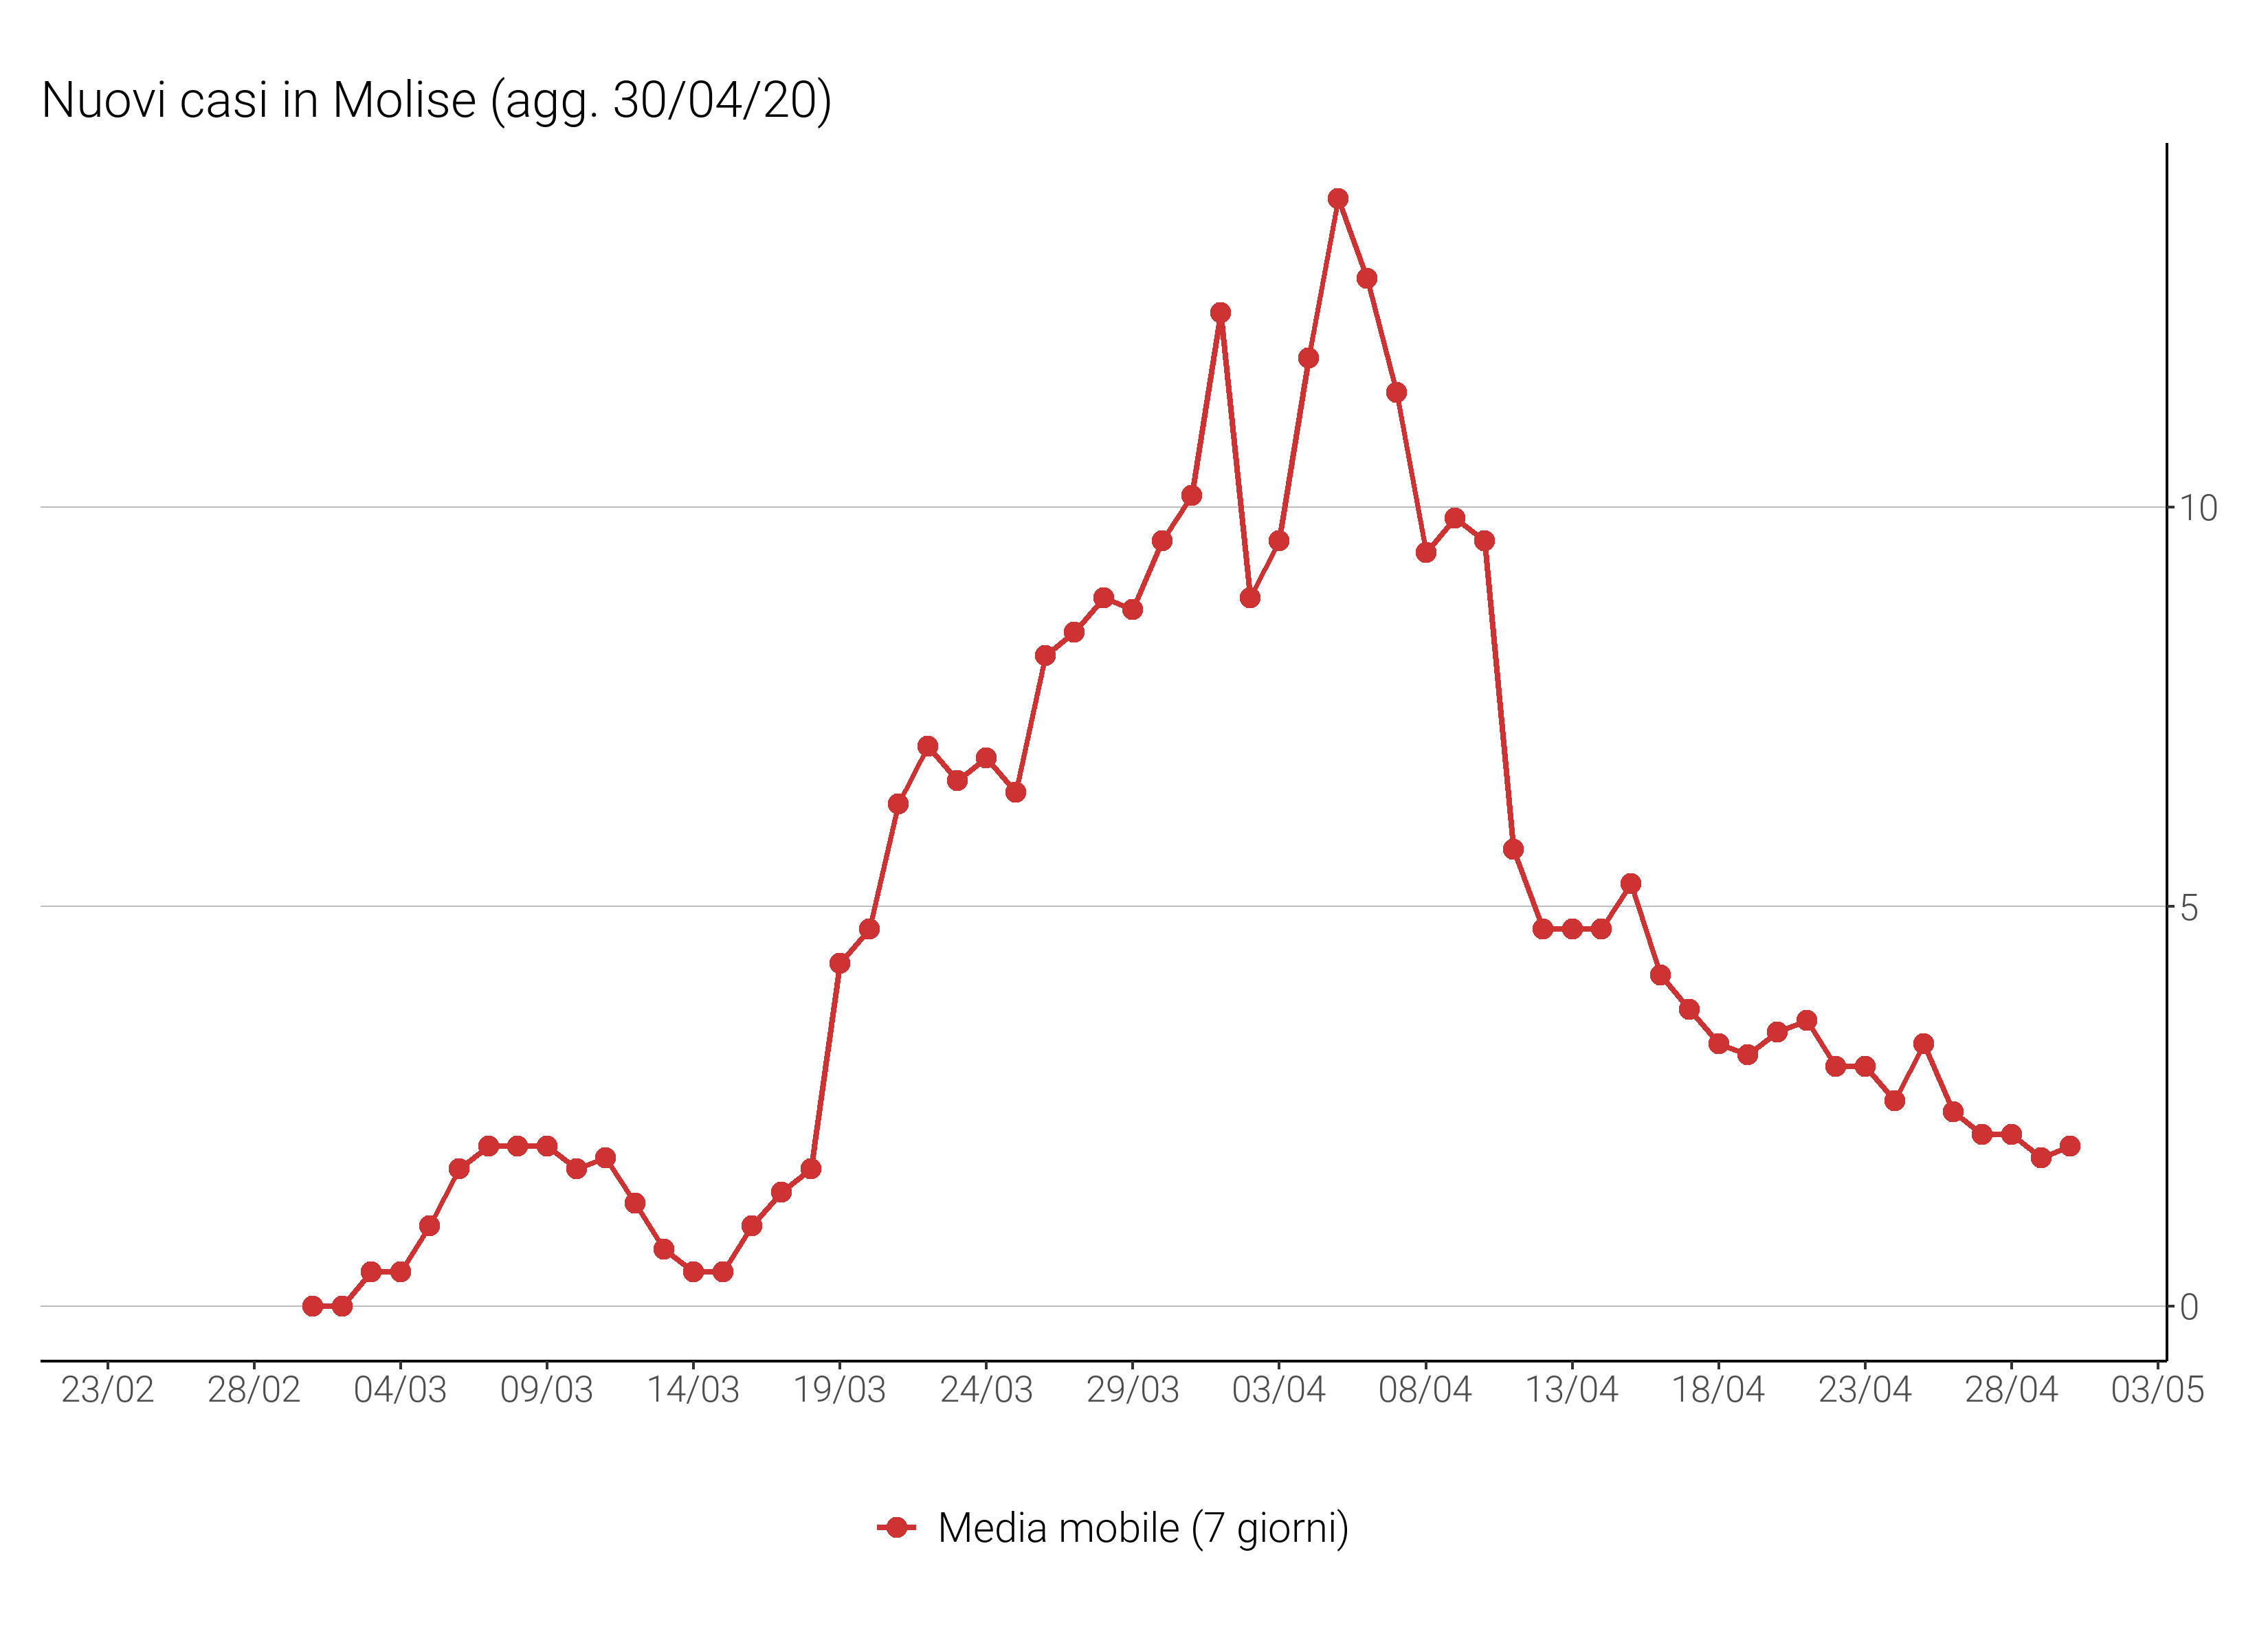 Nuovi casi in Molise (agg. 30/04/20)
10
5
0
23/02 28/02 04/03 09/03 14/03 19/03 24/03 29/03 03/04 08/04 13/04 18/04 23/04 28/04 03/05
Media mobile (7 giorni)